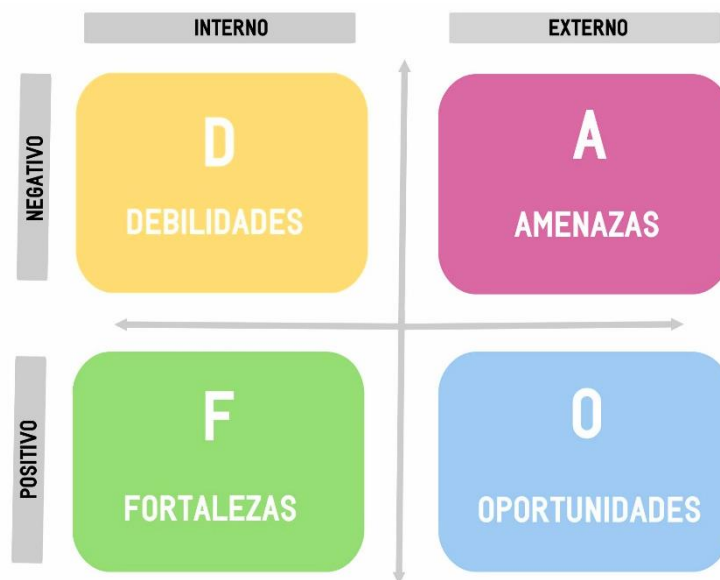 INTERNO
EXTERNO
NEGATIVO
D
DEBILIDADES
A
AMENAZAS
POSITIVO
F
FORTALEZAS
O
OPORTUNIDADES